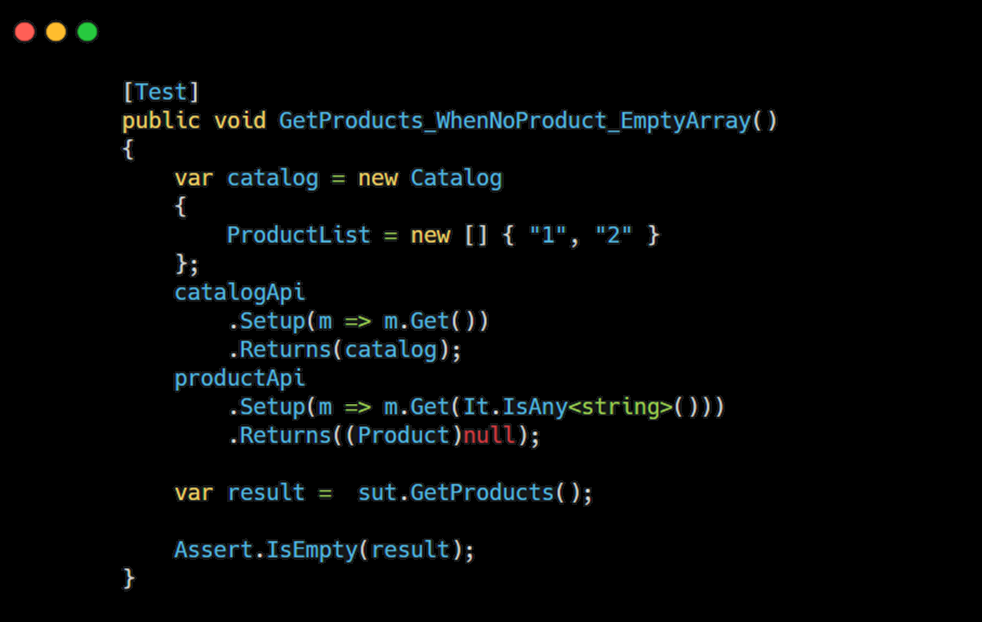 [Test]
public void GetProducts_WhenNoProduct_EmptyArray()
{
    var catalog = new Catalog
    {
        ProductList = new [] { "1", "2" }
    };
    catalogApi
        .Setup(m => m.Get())
        .Returns(catalog);
    productApi
        .Setup(m => m.Get(It.IsAny<string>()))
        .Returns((Product)null);

    var result =  sut.GetProducts();

    Assert.IsEmpty(result);
}